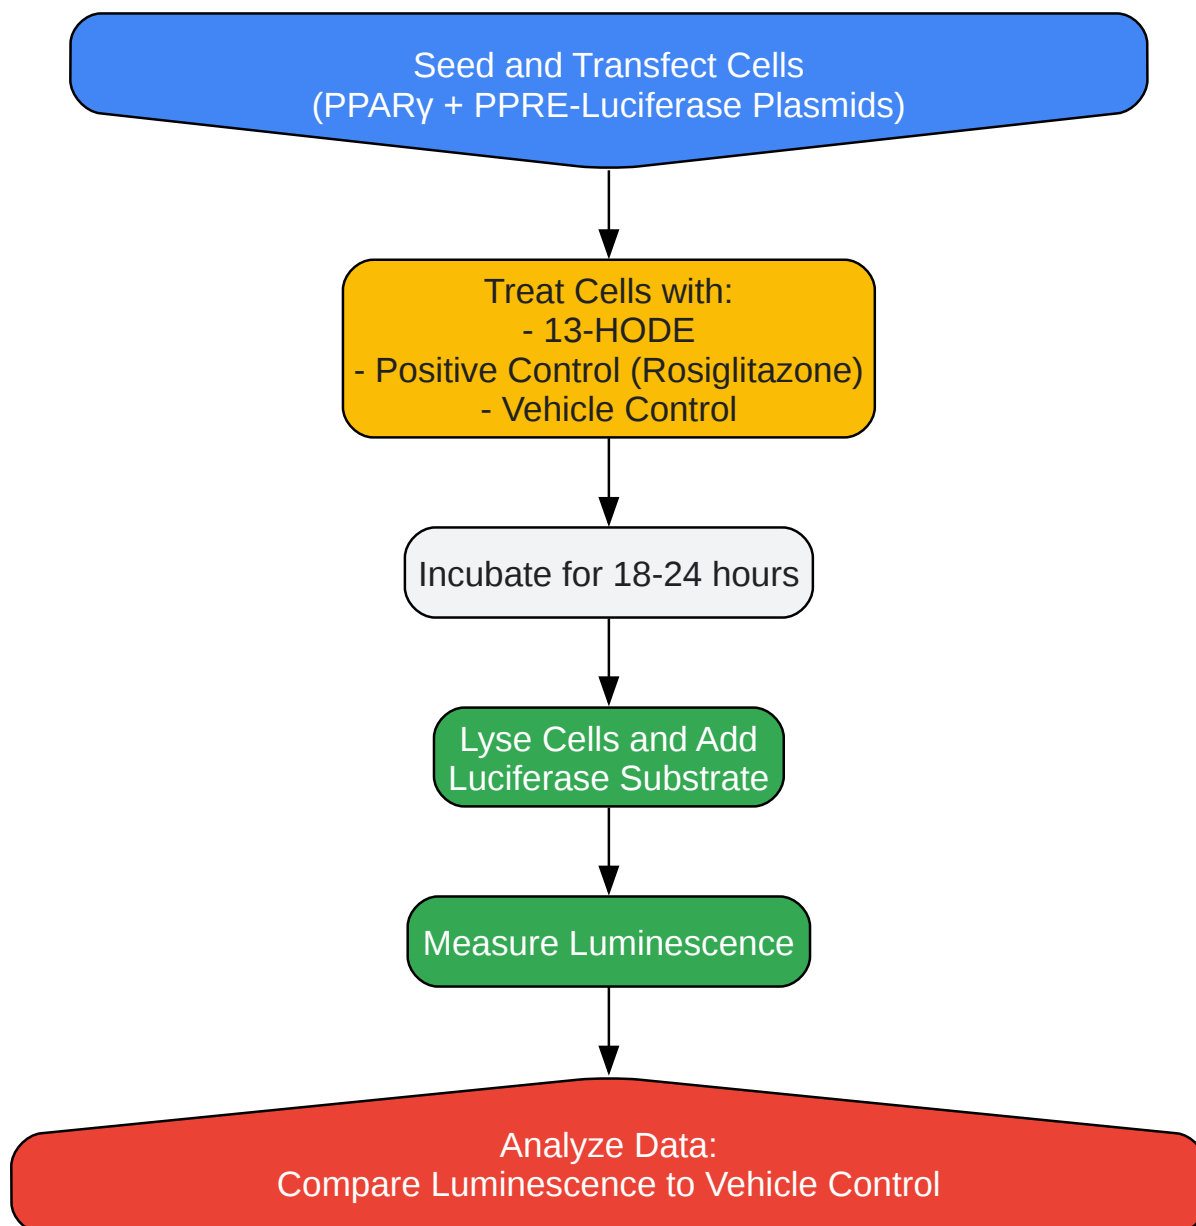 Seed and Transfect Cells
(PPARγ + PPRE-Luciferase Plasmids)
Treat Cells with:
- 13-HODE
- Positive Control (Rosiglitazone)
- Vehicle Control
Incubate for 18-24 hours
Lyse Cells and Add
Luciferase Substrate
Measure Luminescence
Analyze Data:
Compare Luminescence to Vehicle Control